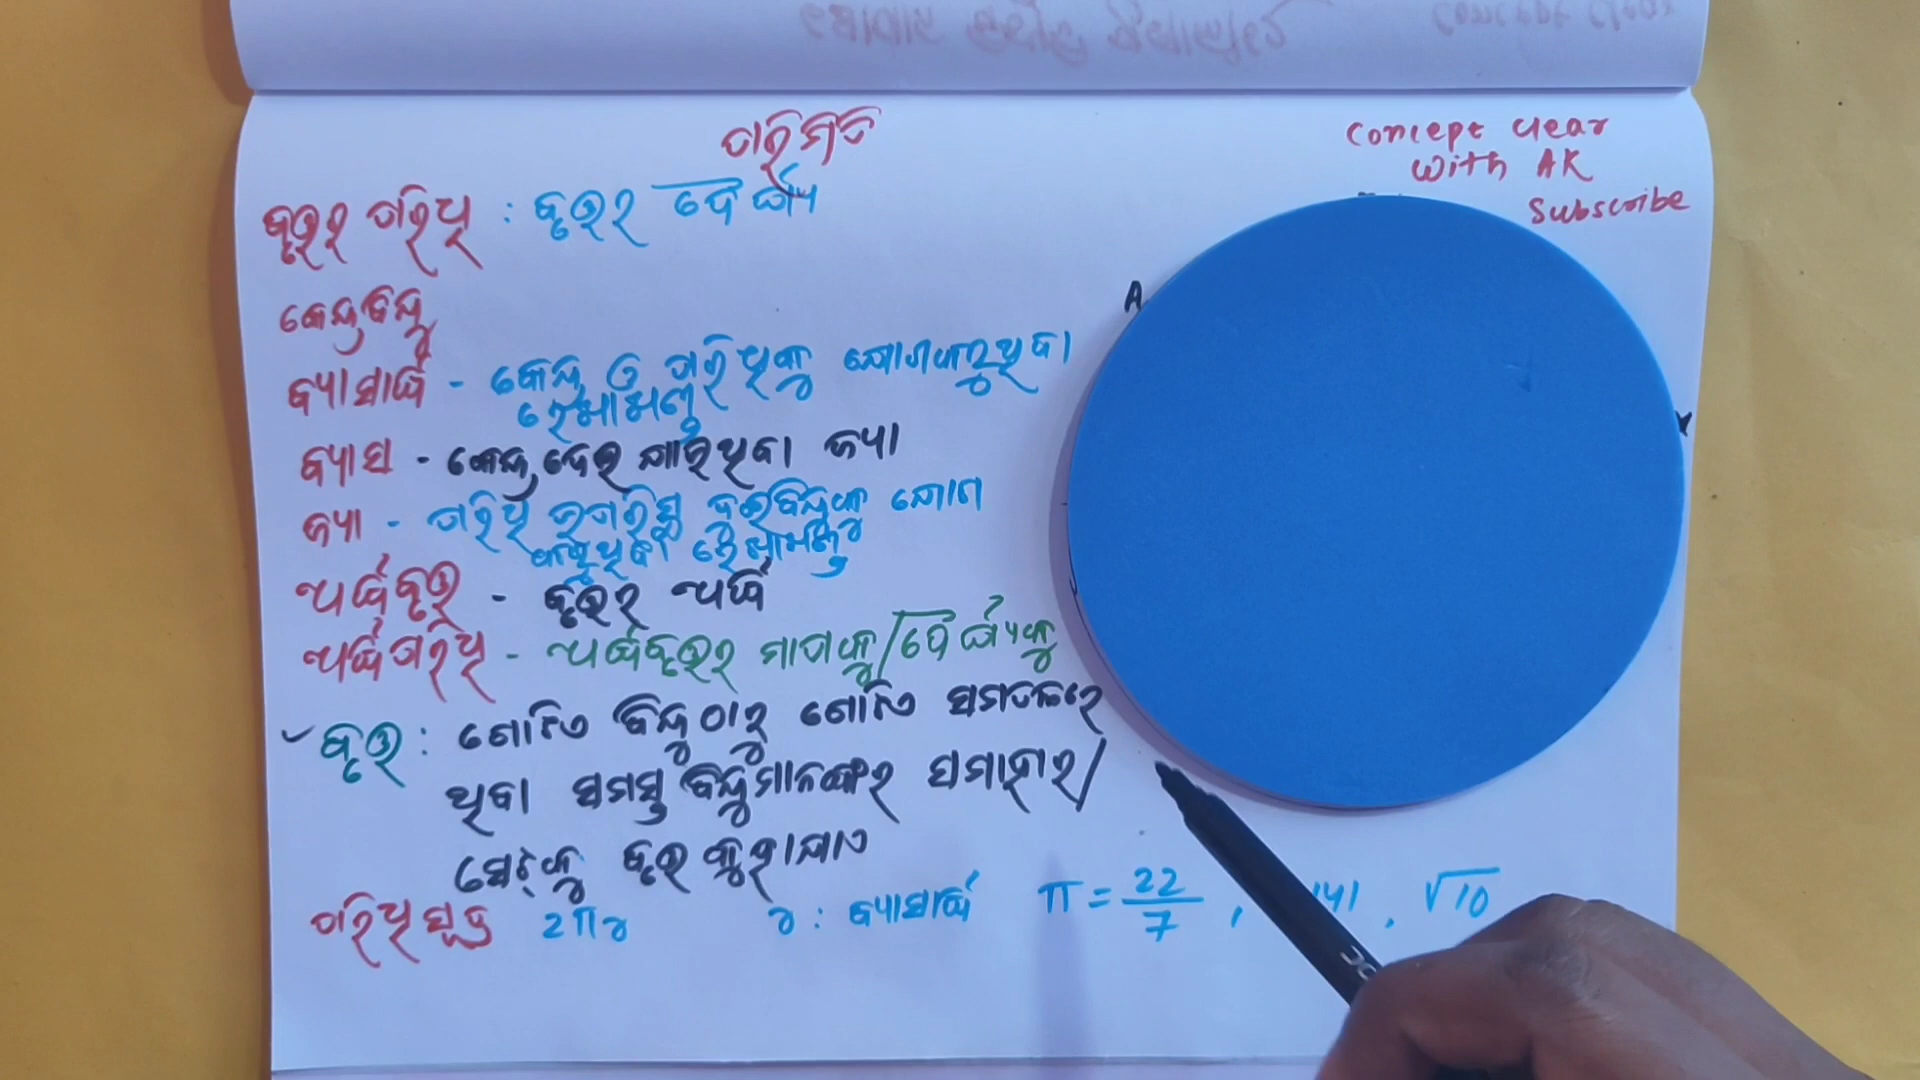 ପରିମିତି
Concept Clear
With AK
Subscribe
ବୃତ୍ତର ପରିଧି : ବୃତ୍ତର ଦୈର୍ଘ୍ୟ
କେନ୍ଦ୍ରବିନ୍ଦୁ
A
ବ୍ୟାସାର୍ଦ୍ଧ - କେନ୍ଦ୍ର ଓ ପରିଧିକୁ ଯୋଗକରୁଥିବା
ରେଖାଖଣ୍ଡ
ବ୍ୟାସ - କେନ୍ଦ୍ର ଦେଇ ଯାଇଥିବା ଜ୍ୟା
ଜ୍ୟା - ପରିଧି ଉପରିସ୍ଥ ଦୁଇବିନ୍ଦୁକୁ ଯୋଗ
କରୁଥିବା ରେଖାଖଣ୍ଡ
ଅର୍ଦ୍ଧବୃତ୍ତ - ବୃତ୍ତର ଅର୍ଦ୍ଧ
ଅର୍ଦ୍ଧପରିଧି - ଅର୍ଦ୍ଧବୃତ୍ତର ମାପକୁ/ଦୈର୍ଘ୍ୟକୁ
ବୃତ୍ତ : ଗୋଟିଏ ବିନ୍ଦୁଠାରୁ ଗୋଟିଏ ସମତଳରେ
ଥିବା ସମସ୍ତ ବିନ୍ଦୁମାନଙ୍କର ସମାହାର/
ସେଟ୍‌କୁ ବୃତ୍ତ କୁହାଯାଏ
ପରିଧି ସୂତ୍ର 2πr r : ବ୍ୟାସାର୍ଦ୍ଧ π = 22/7 , 141 , √10